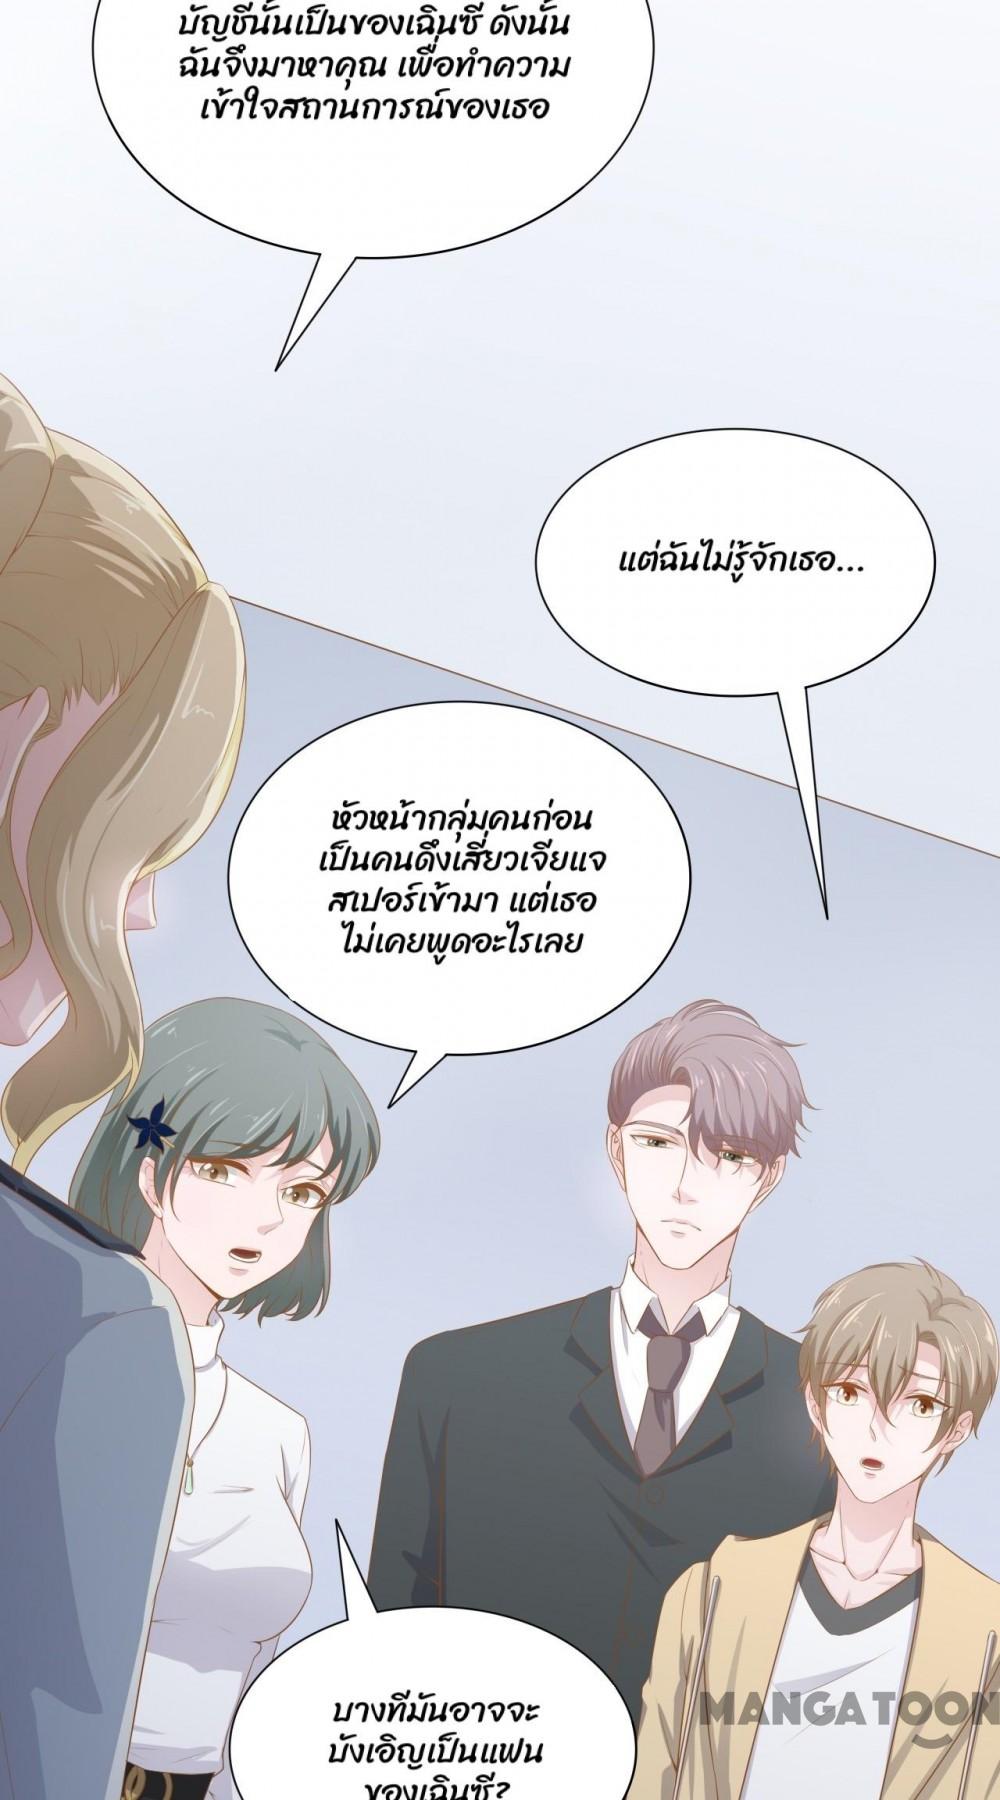 บัญชีนั้นเป็นของเฉินซี ดังนั้น
ฉันจึงมาหาคุณ เพื่อทำความ
เข้าใจสถานการณ์ของเธอ
แต่ฉันไม่รู้จักเธอ...
หัวหน้ากลุ่มคนก่อน
เป็นคนดึงเสี่ยวเจียแจ
สเปอร์เข้ามา แต่เธอ
ไม่เคยพูดอะไรเลย
บางทีมันอาจจะ
บังเอิญเป็นแฟน
ของเฉินซี?
MANGATOON